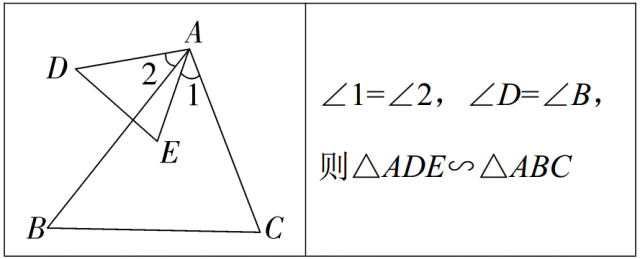 A
D
2
1
E
B
C
∠1=∠2，∠D=∠B，
则△ADE∽△ABC